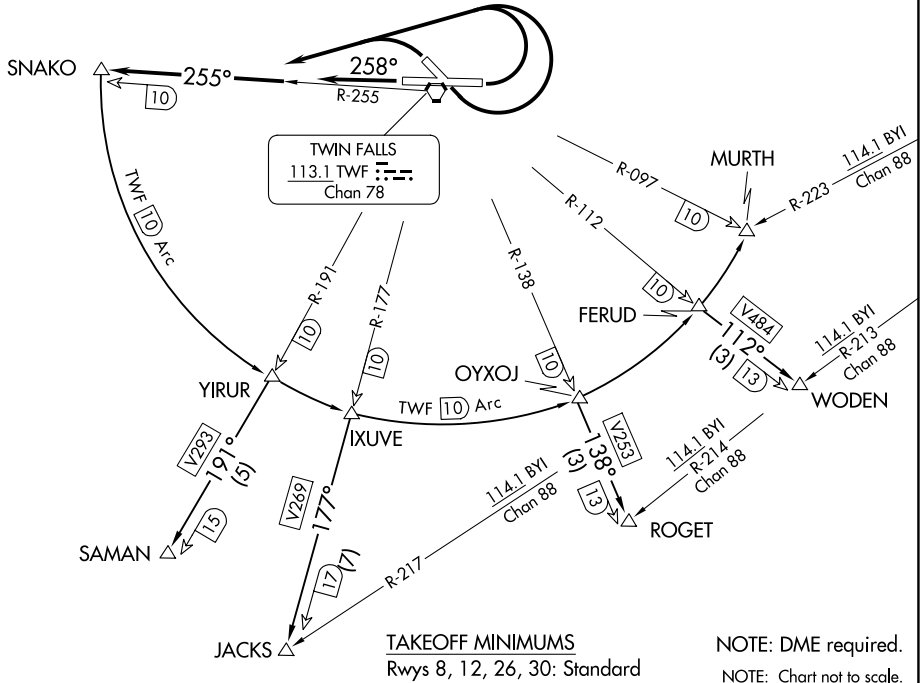 SNAKO
255°
258°
R-255
10
TWIN FALLS
113.1 TWF
Chan 78
MURTH
114.1 BYI
Chan 88
R-223
R-097
10
R-112
10
TWF 10 Arc
R-191
10
R-177
10
R-138
10
FERUD
V484
112°
(3)
13
114.1 BYI
R-213
Chan 88
WODEN
OYXOJ
YIRUR
IXUVE
TWF 10 Arc
V293
191°
(5)
15
SAMAN
V269
177°
17
(7)
JACKS
V253
138°
(3)
13
ROGET
114.1 BYI
R-214
Chan 88
114.1 BYI
Chan 88
R-217
TAKEOFF MINIMUMS
Rwys 8, 12, 26, 30: Standard
NOTE: DME required.
NOTE: Chart not to scale.